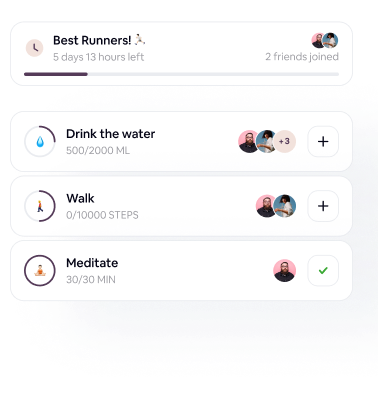 Best Runners! 🏃🏻
5 days 13 hours left
2 friends joined
Drink the water
500/2000 ML
+3
Walk
0/10000 STEPS
Meditate
30/30 MIN